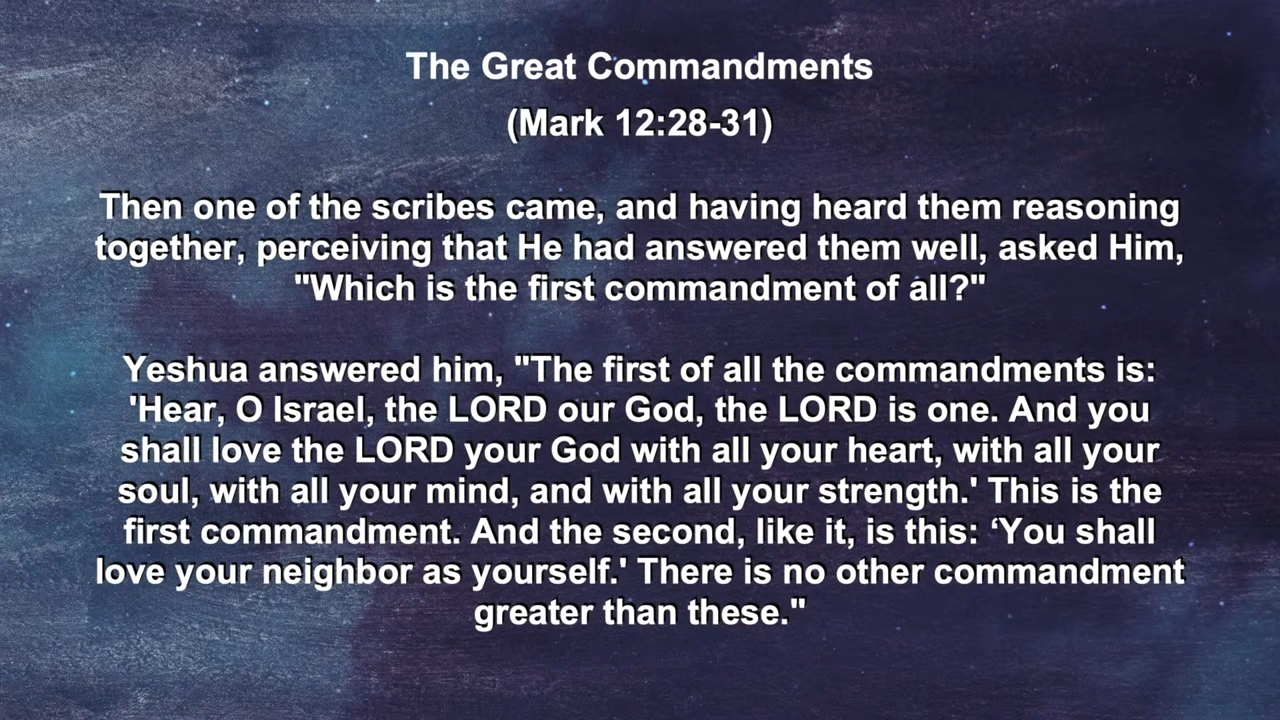 The Great Commandments
(Mark 12:28-31)
Then one of the scribes came, and having heard them reasoning
together, perceiving that He had answered them well, asked Him,
"Which is the first commandment of all?"
Yeshua answered him, "The first of all the commandments is:
'Hear, O Israel, the LORD our God, the LORD is one. And you
shall love the LORD your God with all your heart, with all your
soul, with all your mind, and with all your strength.' This is the
first commandment. And the second, like it, is this: ‘You shall
love your neighbor as yourself.' There is no other commandment
greater than these."